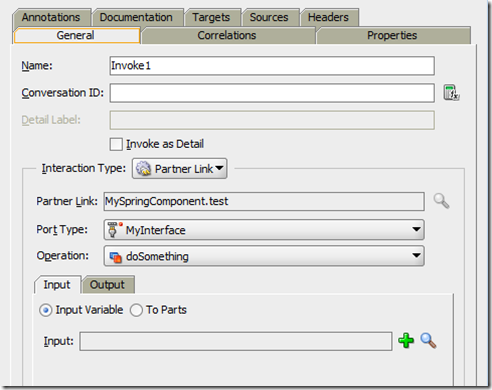 Annotations Documentation Targets Sources Headers
General Correlations Properties
Name: Invoke1
Conversation ID:
Detail Label:
Invoke as Detail
Interaction Type: Partner Link
Partner Link: MySpringComponent.test
Port Type: MyInterface
Operation: doSomething
Input Output
Input Variable To Parts
Input: